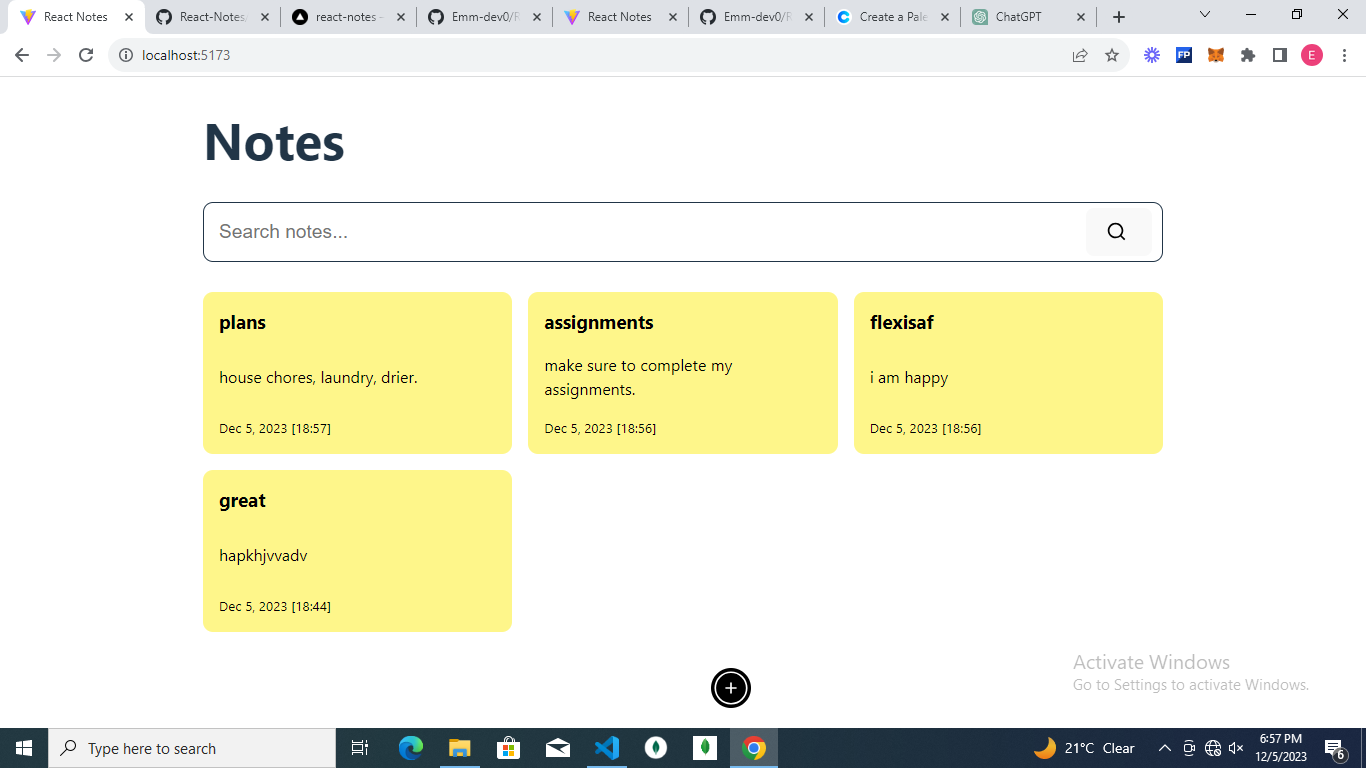 React Notes
React-Notes
react-notes -
Emm-dev0/R
React Notes
Emm-dev0/R
Create a Pale
ChatGPT
localhost:5173
FP
E
Notes
Search notes...
plans
house chores, laundry, drier.
Dec 5, 2023 [18:57]
assignments
make sure to complete my
assignments.
Dec 5, 2023 [18:56]
flexisaf
i am happy
Dec 5, 2023 [18:56]
great
hapkhjvvadv
Dec 5, 2023 [18:44]
Activate Windows
Go to Settings to activate Windows.
Type here to search
21°C Clear
6:57 PM
12/5/2023
6